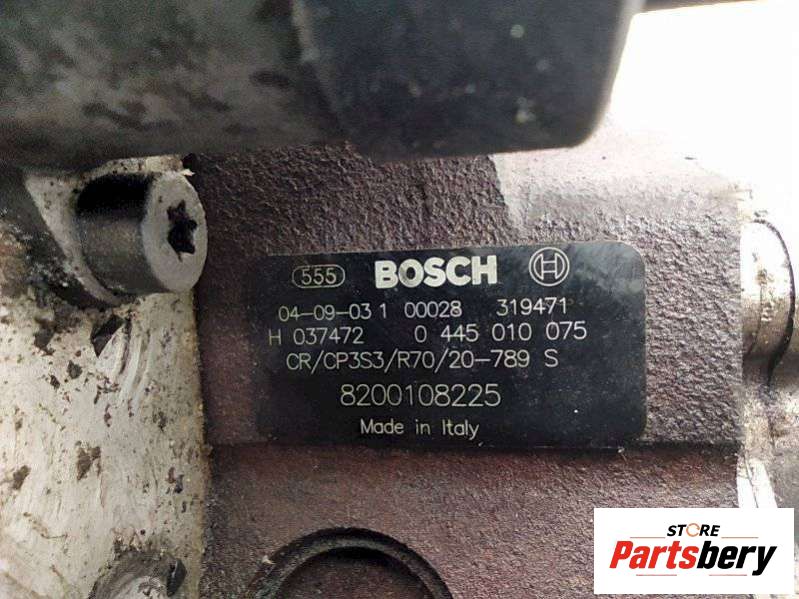 555 BOSCH
04-09-03 1 00028 319471
H 037472 0 445 010 075
CR/CP3S3/R70/20-789 S
8200108225
Made in Italy
STORE
Partsbery